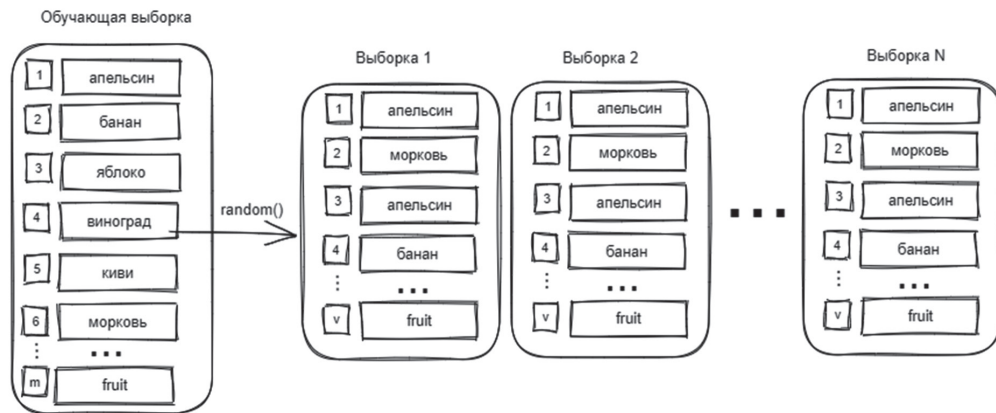 Обучающая выборка
1 апельсин
2 банан
3 яблоко
4 виноград
5 киви
6 морковь
...
m fruit
random()
Выборка 1
1 апельсин
2 морковь
3 апельсин
4 банан
...
v fruit
Выборка 2
1 апельсин
2 морковь
3 апельсин
4 банан
...
v fruit
...
Выборка N
1 апельсин
2 морковь
3 апельсин
4 банан
...
v fruit